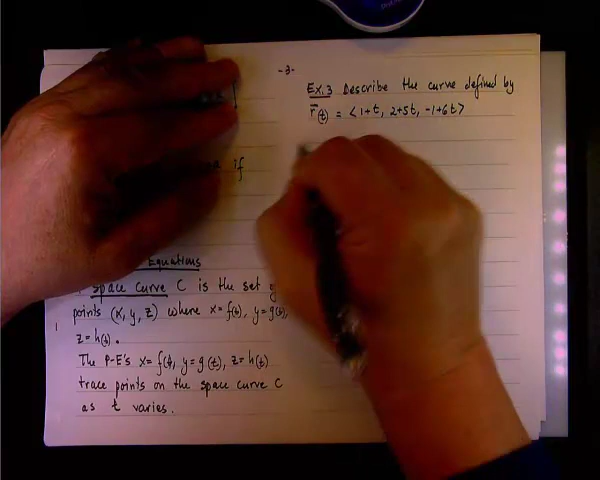 -3-
if
Equations
Space Curve C is the set
points (x, y, z) where x = f(t), y = g(t),
z = h(t).
The P-E's x = f(t), y = g(t), z = h(t)
trace points on the space curve C
as t varies.
Ex.3 Describe the curve defined by
r⃗(t) = <1+t, 2+5t, -1+6t>